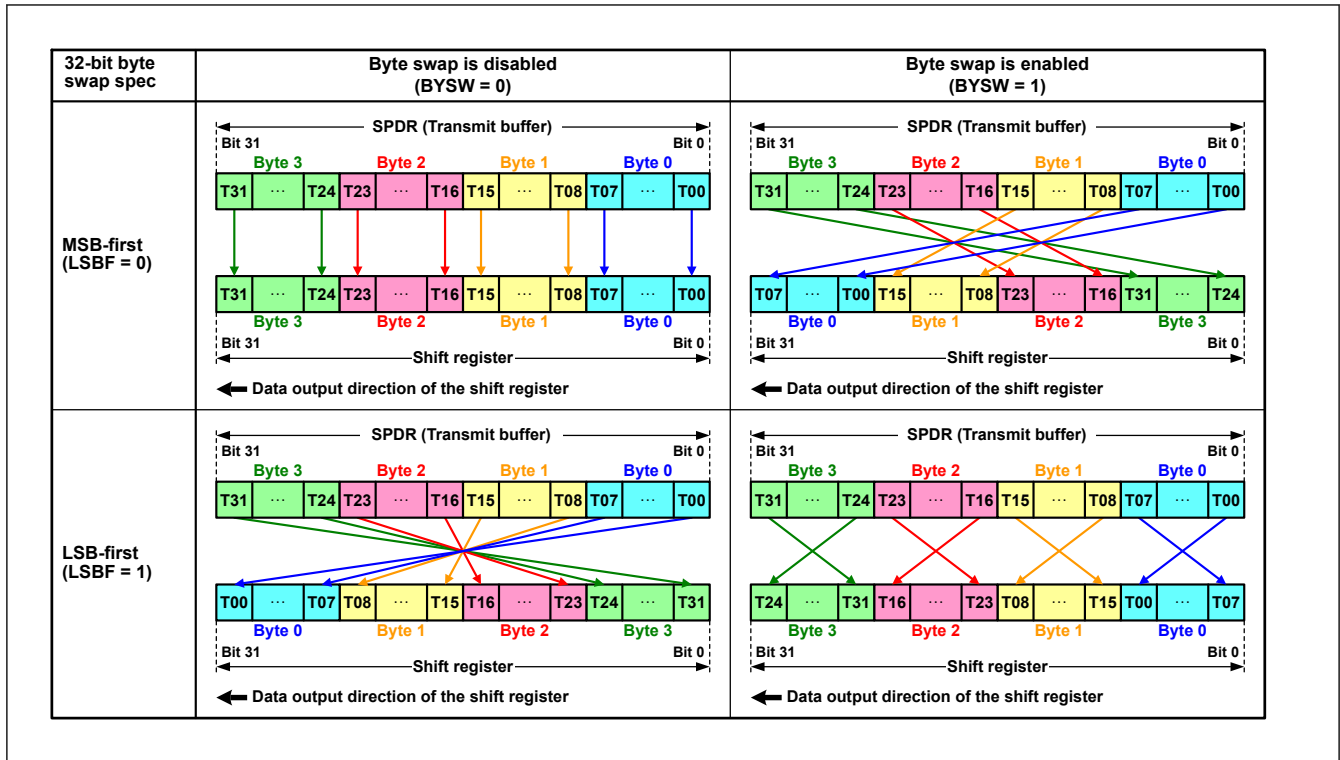 32-bit byte
swap spec
Byte swap is disabled
(BYSW = 0)
Byte swap is enabled
(BYSW = 1)
MSB-first
(LSBF = 0)
SPDR (Transmit buffer)
Bit 31 Bit 0
Byte 3 Byte 2 Byte 1 Byte 0
T31 ... T24 T23 ... T16 T15 ... T08 T07 ... T00
T31 ... T24 T23 ... T16 T15 ... T08 T07 ... T00
Byte 3 Byte 2 Byte 1 Byte 0
Bit 31 Bit 0
Shift register
Data output direction of the shift register
SPDR (Transmit buffer)
Bit 31 Bit 0
Byte 3 Byte 2 Byte 1 Byte 0
T31 ... T24 T23 ... T16 T15 ... T08 T07 ... T00
T07 ... T00 T15 ... T08 T23 ... T16 T31 ... T24
Byte 0 Byte 1 Byte 2 Byte 3
Bit 31 Bit 0
Shift register
Data output direction of the shift register
LSB-first
(LSBF = 1)
SPDR (Transmit buffer)
Bit 31 Bit 0
Byte 3 Byte 2 Byte 1 Byte 0
T31 ... T24 T23 ... T16 T15 ... T08 T07 ... T00
T00 ... T07 T08 ... T15 T16 ... T23 T24 ... T31
Byte 0 Byte 1 Byte 2 Byte 3
Bit 31 Bit 0
Shift register
Data output direction of the shift register
SPDR (Transmit buffer)
Bit 31 Bit 0
Byte 3 Byte 2 Byte 1 Byte 0
T31 ... T24 T23 ... T16 T15 ... T08 T07 ... T00
T24 ... T31 T16 ... T23 T08 ... T15 T00 ... T07
Byte 3 Byte 2 Byte 1 Byte 0
Bit 31 Bit 0
Shift register
Data output direction of the shift register